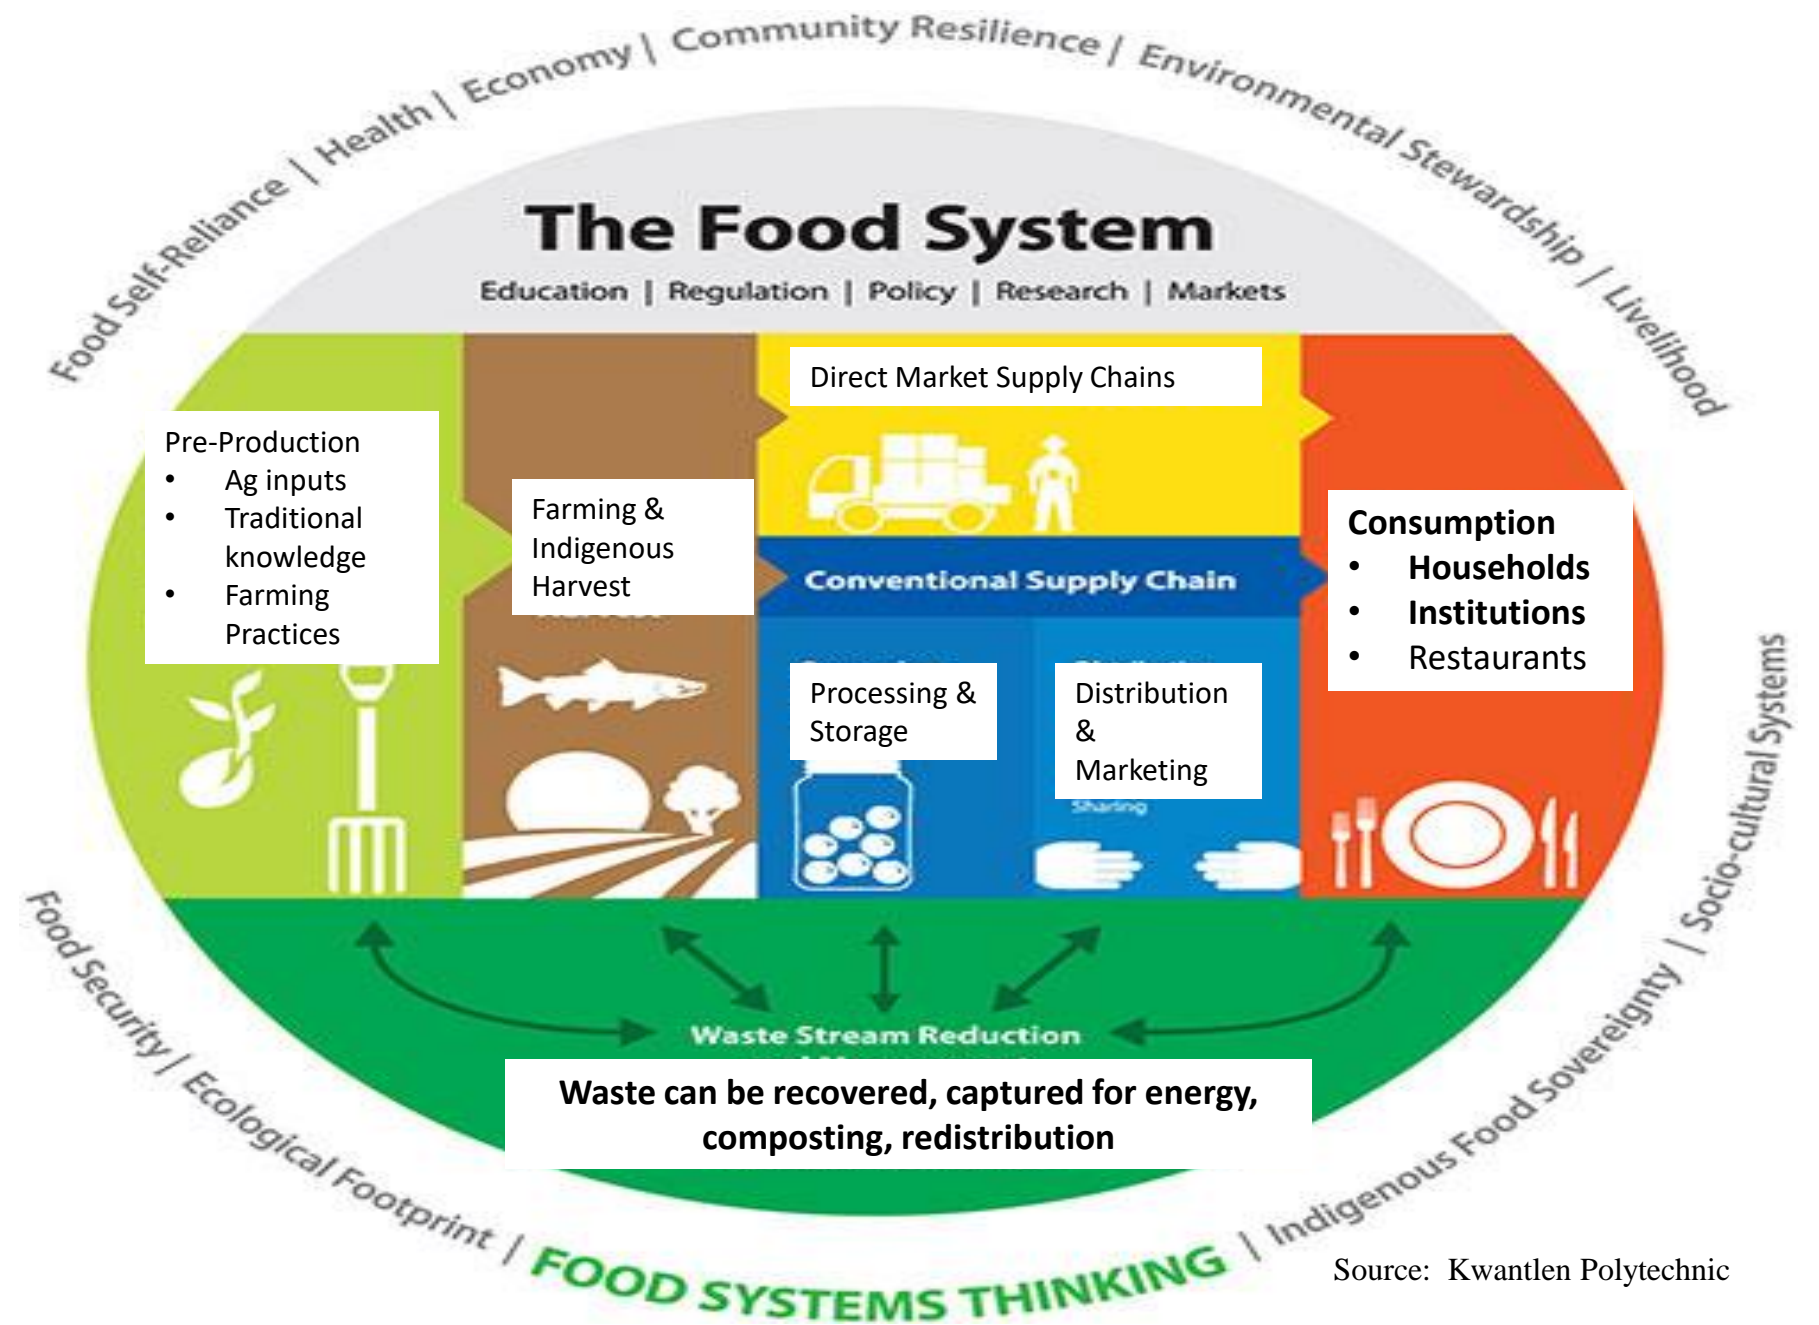 Food Self-Reliance | Health | Economy | Community Resilience | Environmental Stewardship | Livelihood
The Food System
Education | Regulation | Policy | Research | Markets
Direct Market Supply Chains
Pre-Production
• Ag inputs
• Traditional
knowledge
• Farming
Practices
Farming &
Indigenous
Harvest
Conventional Supply Chain
Processing &
Storage
Distribution
&
Marketing
Sharing
Consumption
• Households
• Institutions
• Restaurants
Waste Stream Reduction
Waste can be recovered, captured for energy,
composting, redistribution
Food Security | Ecological Footprint | FOOD SYSTEMS THINKING | Indigenous Food Sovereignty | Socio-cultural Systems
Source: Kwantlen Polytechnic